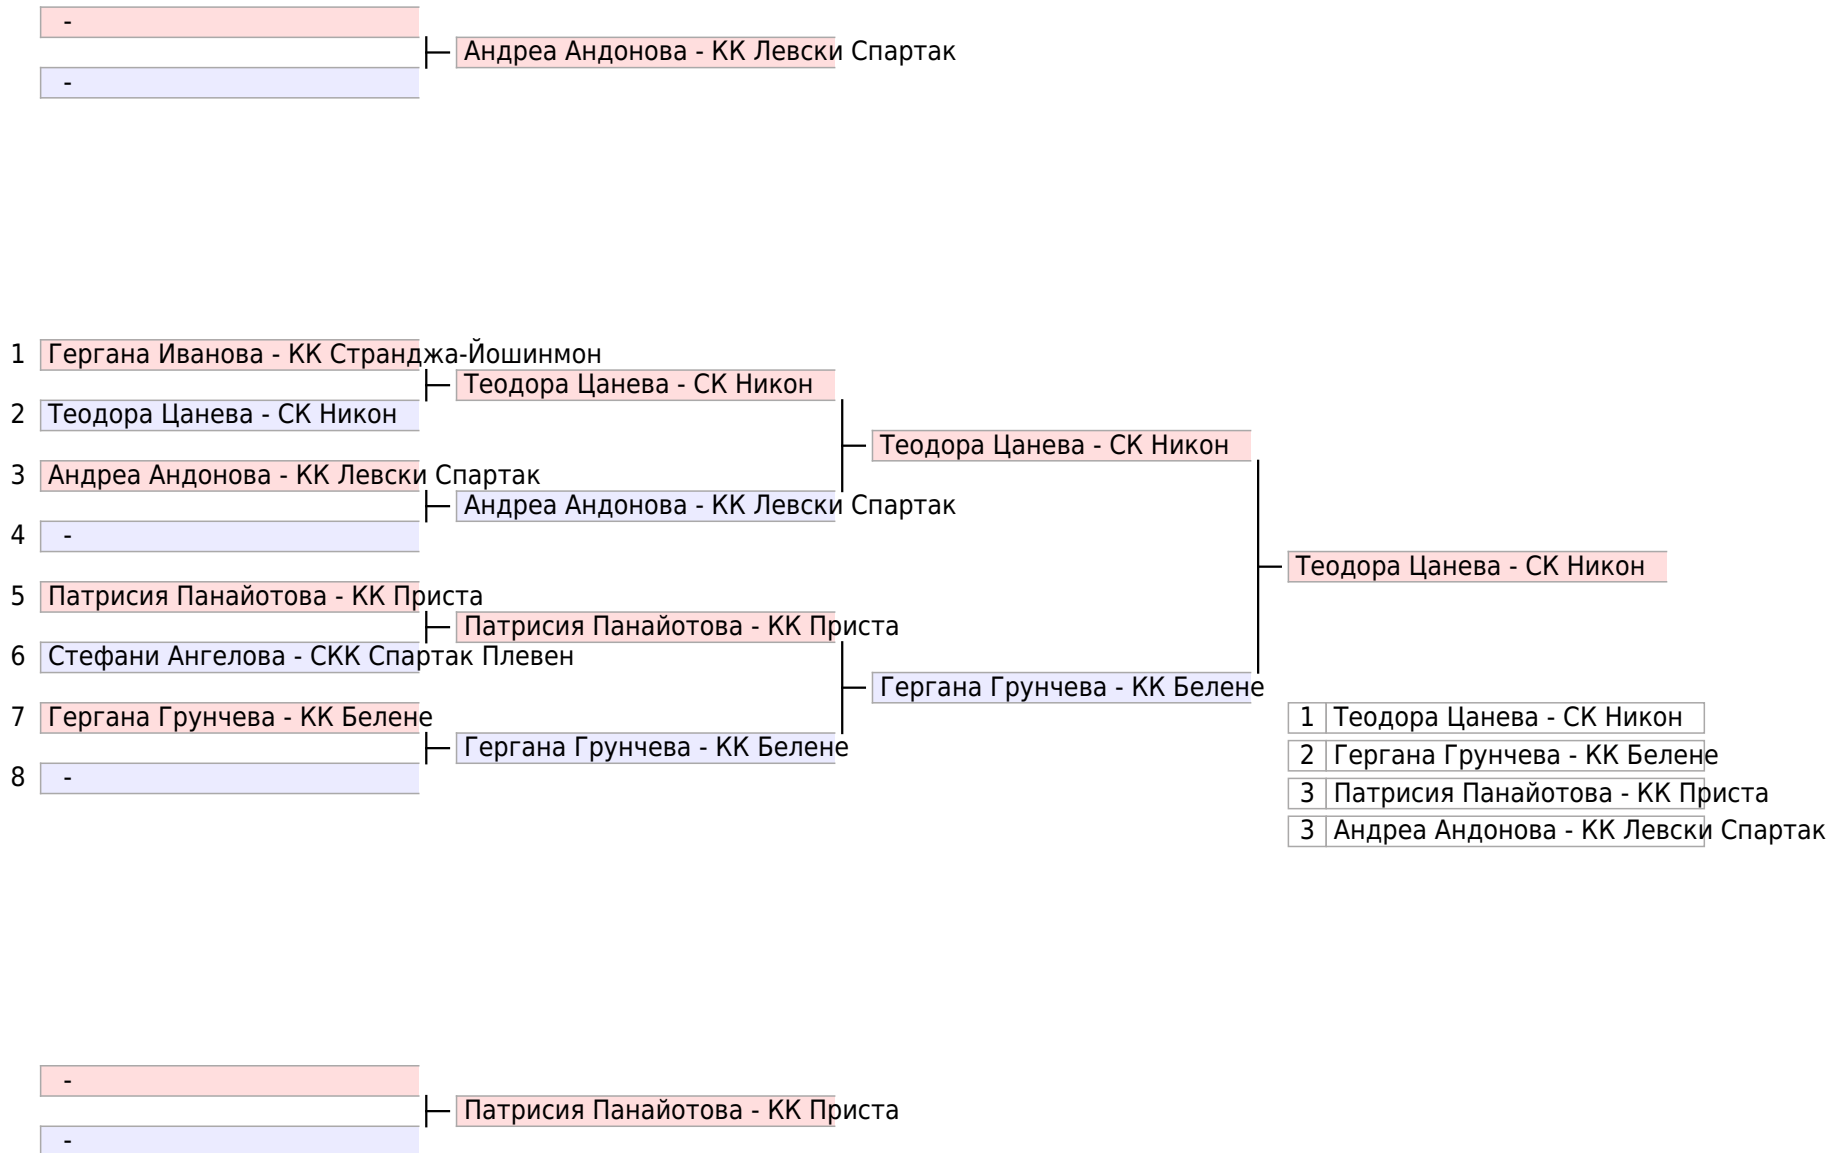 -
Андреа Андонова - КК Левски Спартак
-
1 Гергана Иванова - КК Странджа-Йошинмон
Теодора Цанева - СК Никон
2 Теодора Цанева - СК Никон
Теодора Цанева - СК Никон
3 Андреа Андонова - КК Левски Спартак
Андреа Андонова - КК Левски Спартак
4 -
Теодора Цанева - СК Никон
5 Патрисия Панайотова - КК Приста
Патрисия Панайотова - КК Приста
6 Стефани Ангелова - СКК Спартак Плевен
Гергана Грунчева - КК Белене
7 Гергана Грунчева - КК Белене
Гергана Грунчева - КК Белене
8 -
1 Теодора Цанева - СК Никон
2 Гергана Грунчева - КК Белене
3 Патрисия Панайотова - КК Приста
3 Андреа Андонова - КК Левски Спартак
-
Патрисия Панайотова - КК Приста
-